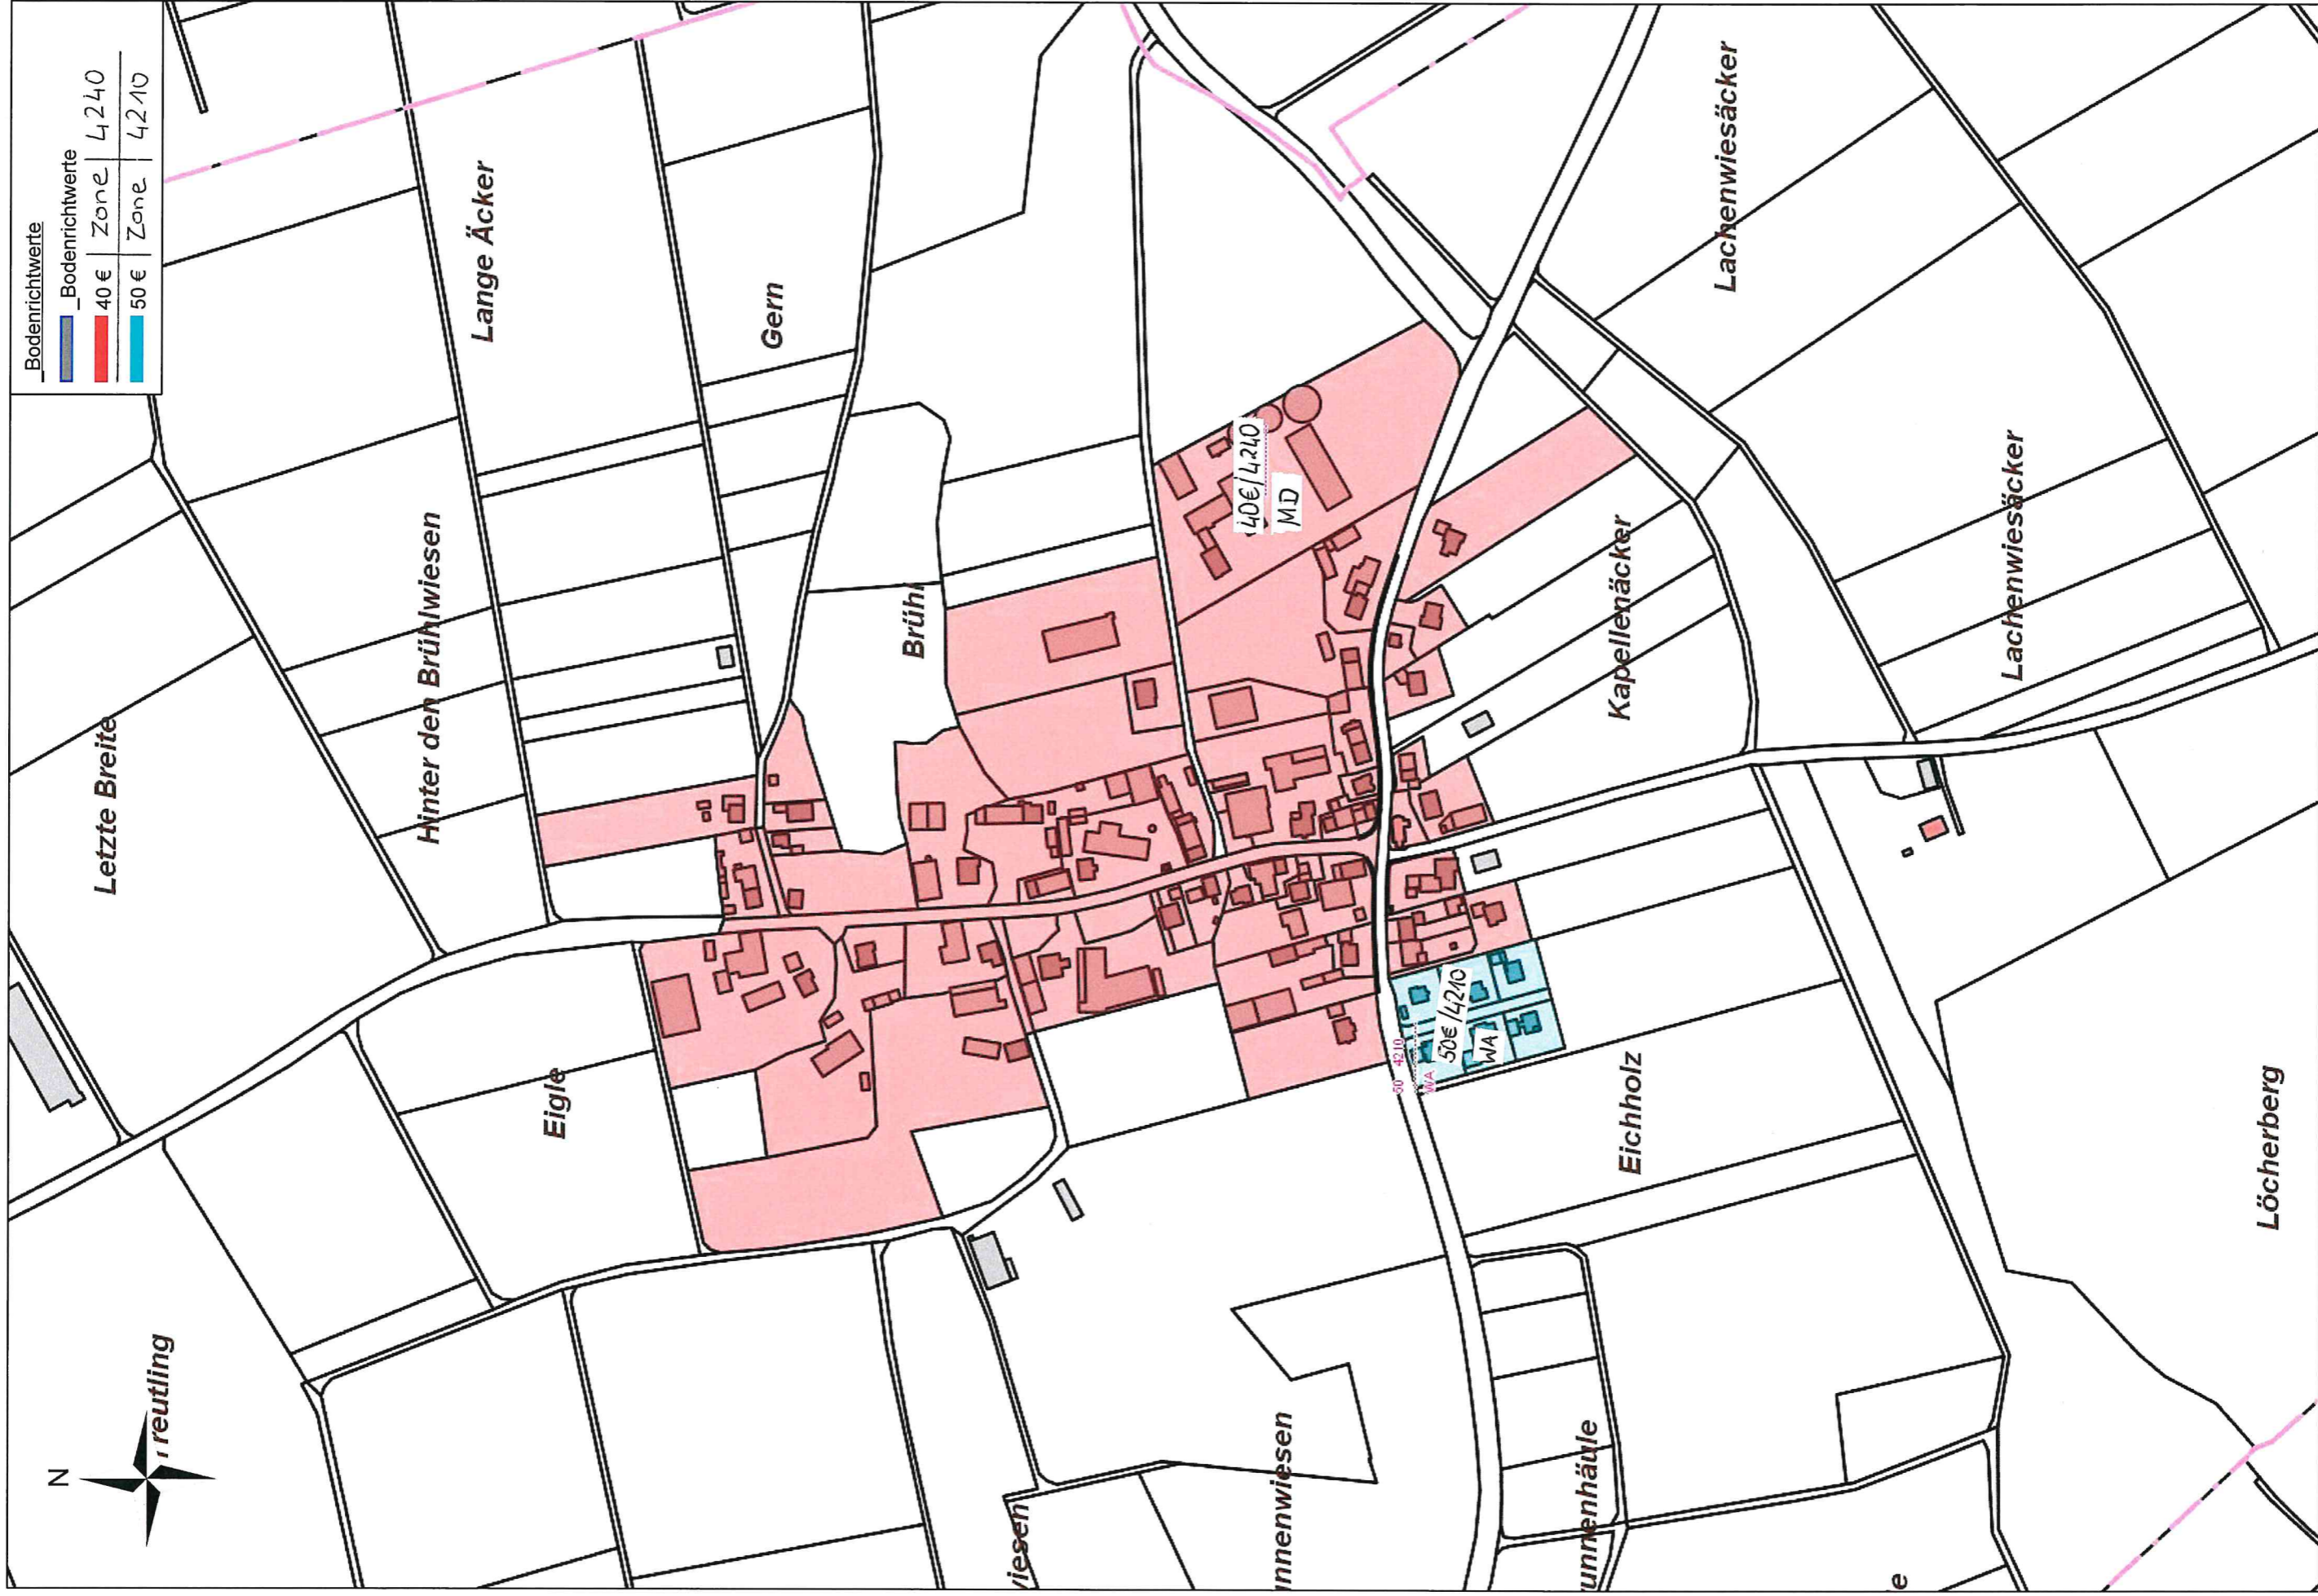 _Bodenrichtwerte
_Bodenrichtwerte
40 € | Zone | 4240
50 € | Zone | 4210
Letzte Breite
Hinter den Brühlwiesen
Lange Äcker
Gern
Brühl
Eigle
N
reutling
40€/4240
MD
Lachenwiesäcker
Lachenwiesäcker
Kapellenäcker
50 4210
WA
50€/4210
WA
Eichholz
Löcherberg
viesen
nnenwiesen
unnenhäule
e